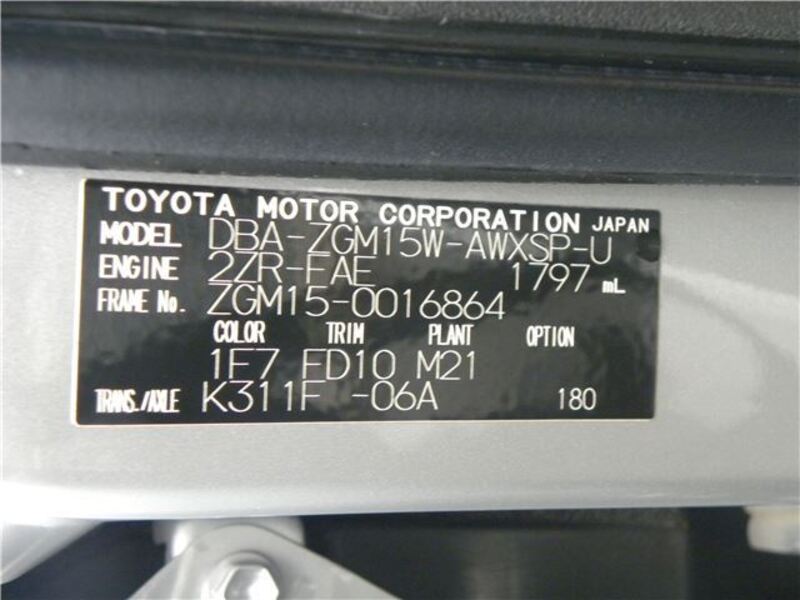 TOYOTA MOTOR CORPORATION JAPAN
MODEL DBA-ZGM15W-AWXSP-U
ENGINE 2ZR-FAE 1797 mL
FRAME No. ZGM15-0016864
COLOR TRIM PLANT OPTION
1F7 FD10 M21
TRANS./AXLE K311F -06A 180